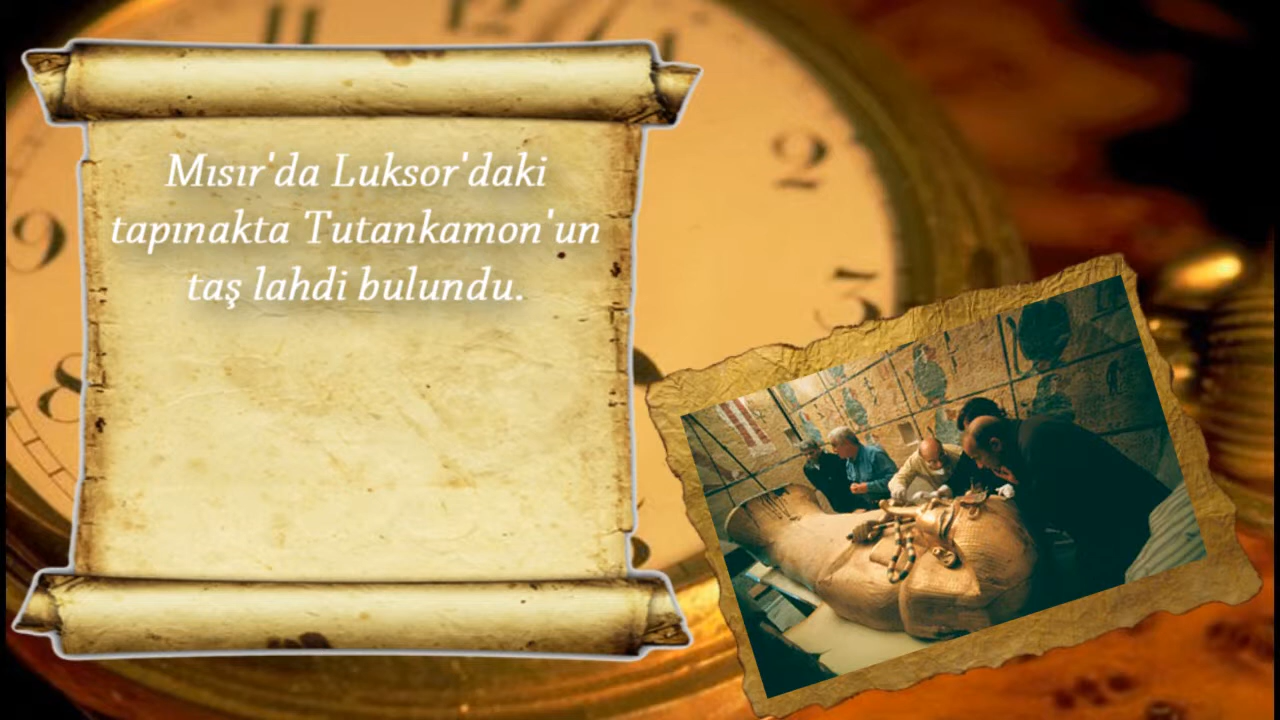 Mısır'da Luksor'daki
tapınakta Tutankamon'un
taş lahdi bulundu.